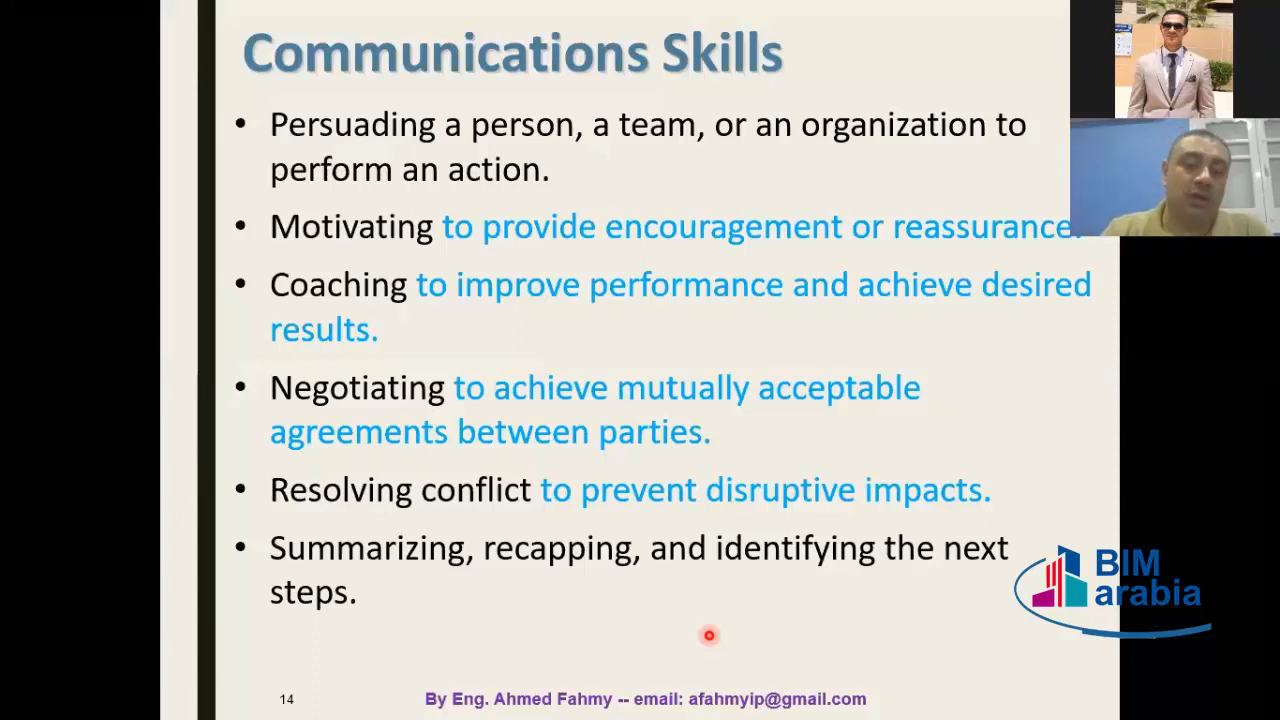 Communications Skills
• Persuading a person, a team, or an organization to
perform an action.
• Motivating to provide encouragement or reassurance.
• Coaching to improve performance and achieve desired
results.
• Negotiating to achieve mutually acceptable
agreements between parties.
• Resolving conflict to prevent disruptive impacts.
• Summarizing, recapping, and identifying the next
steps.
BIM
arabia
14
By Eng. Ahmed Fahmy -- email: afahmyip@gmail.com